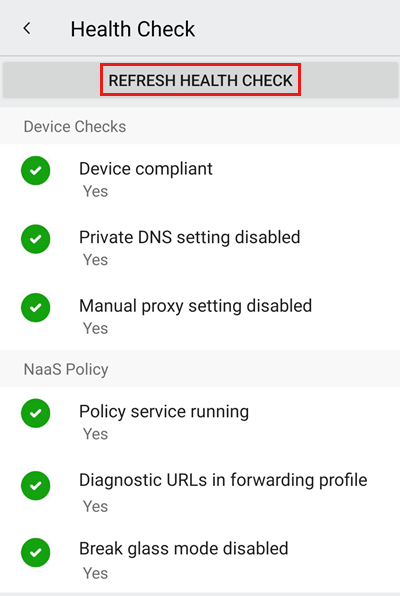 Health Check
REFRESH HEALTH CHECK
Device Checks
Device compliant
Yes
Private DNS setting disabled
Yes
Manual proxy setting disabled
Yes
NaaS Policy
Policy service running
Yes
Diagnostic URLs in forwarding profile
Yes
Break glass mode disabled
Yes